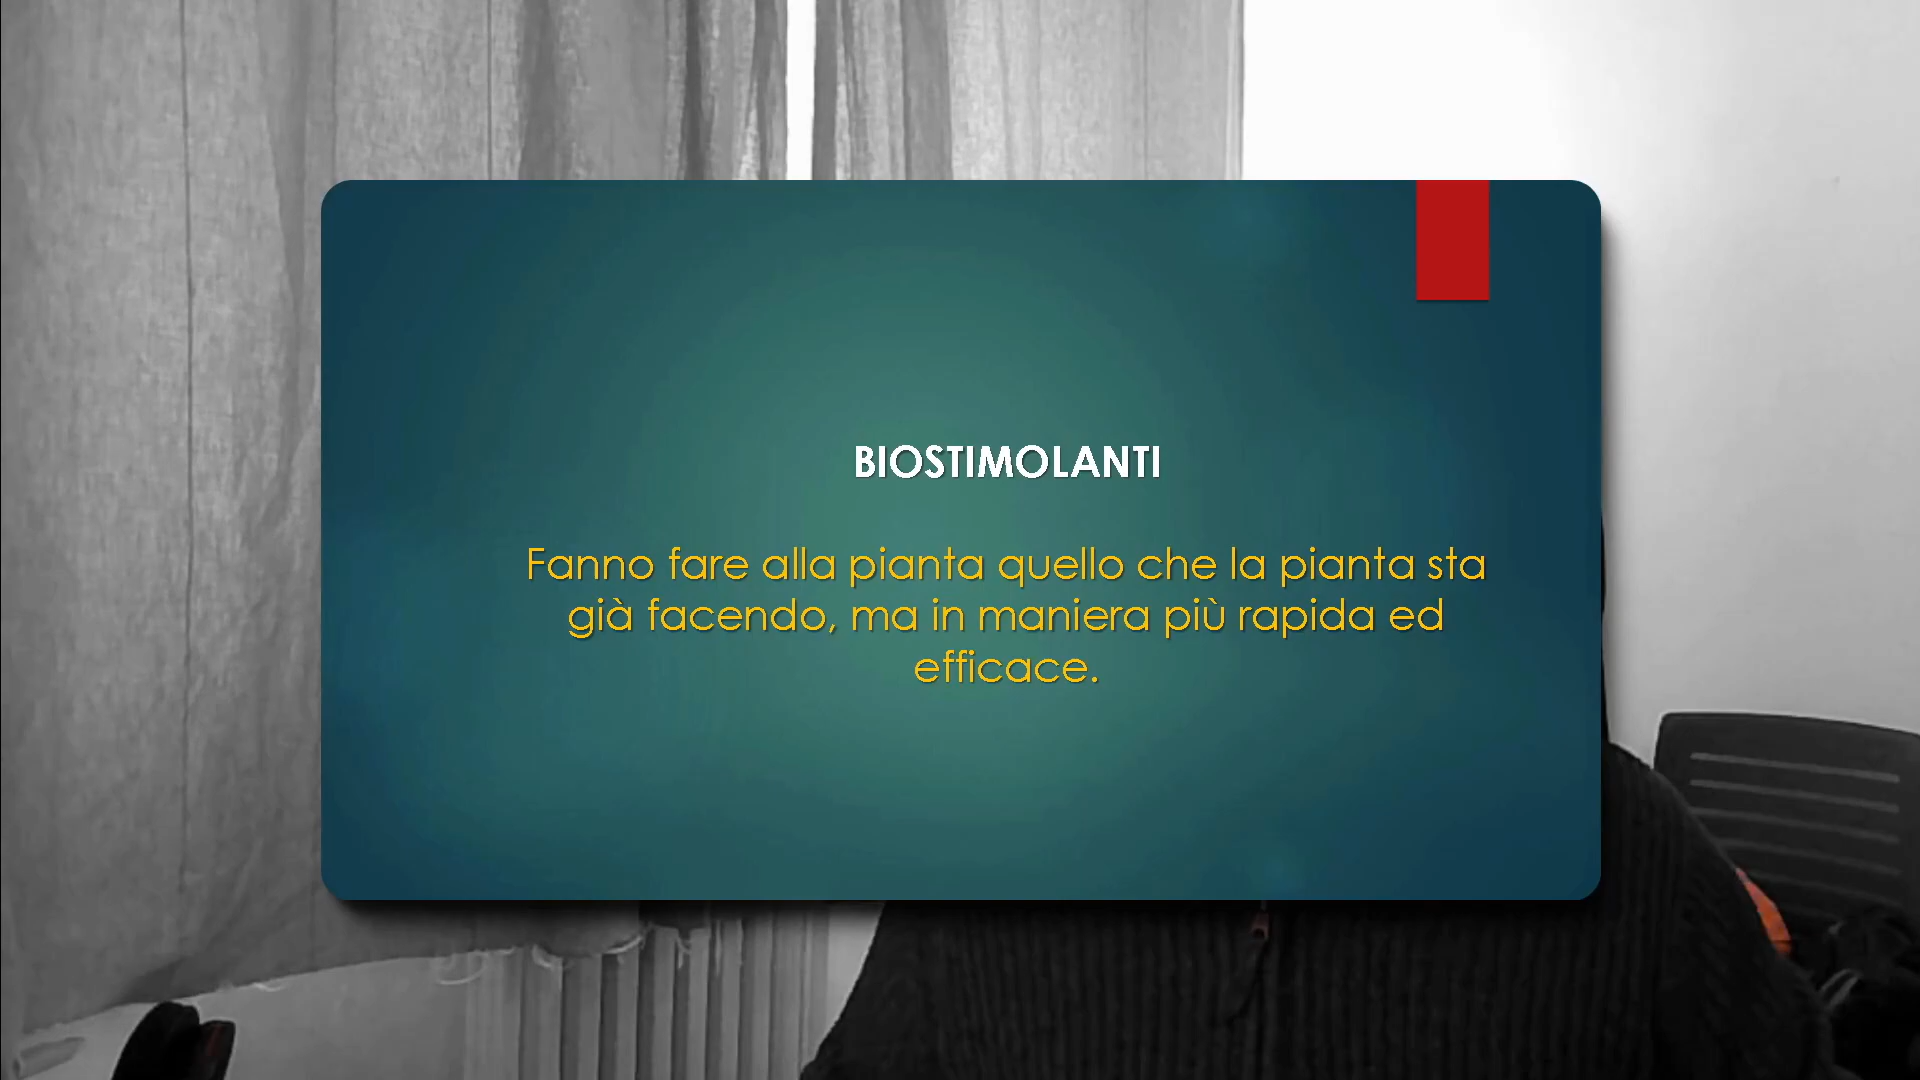 BIOSTIMOLANTI
Fanno fare alla pianta quello che la pianta sta
già facendo, ma in maniera più rapida ed
efficace.